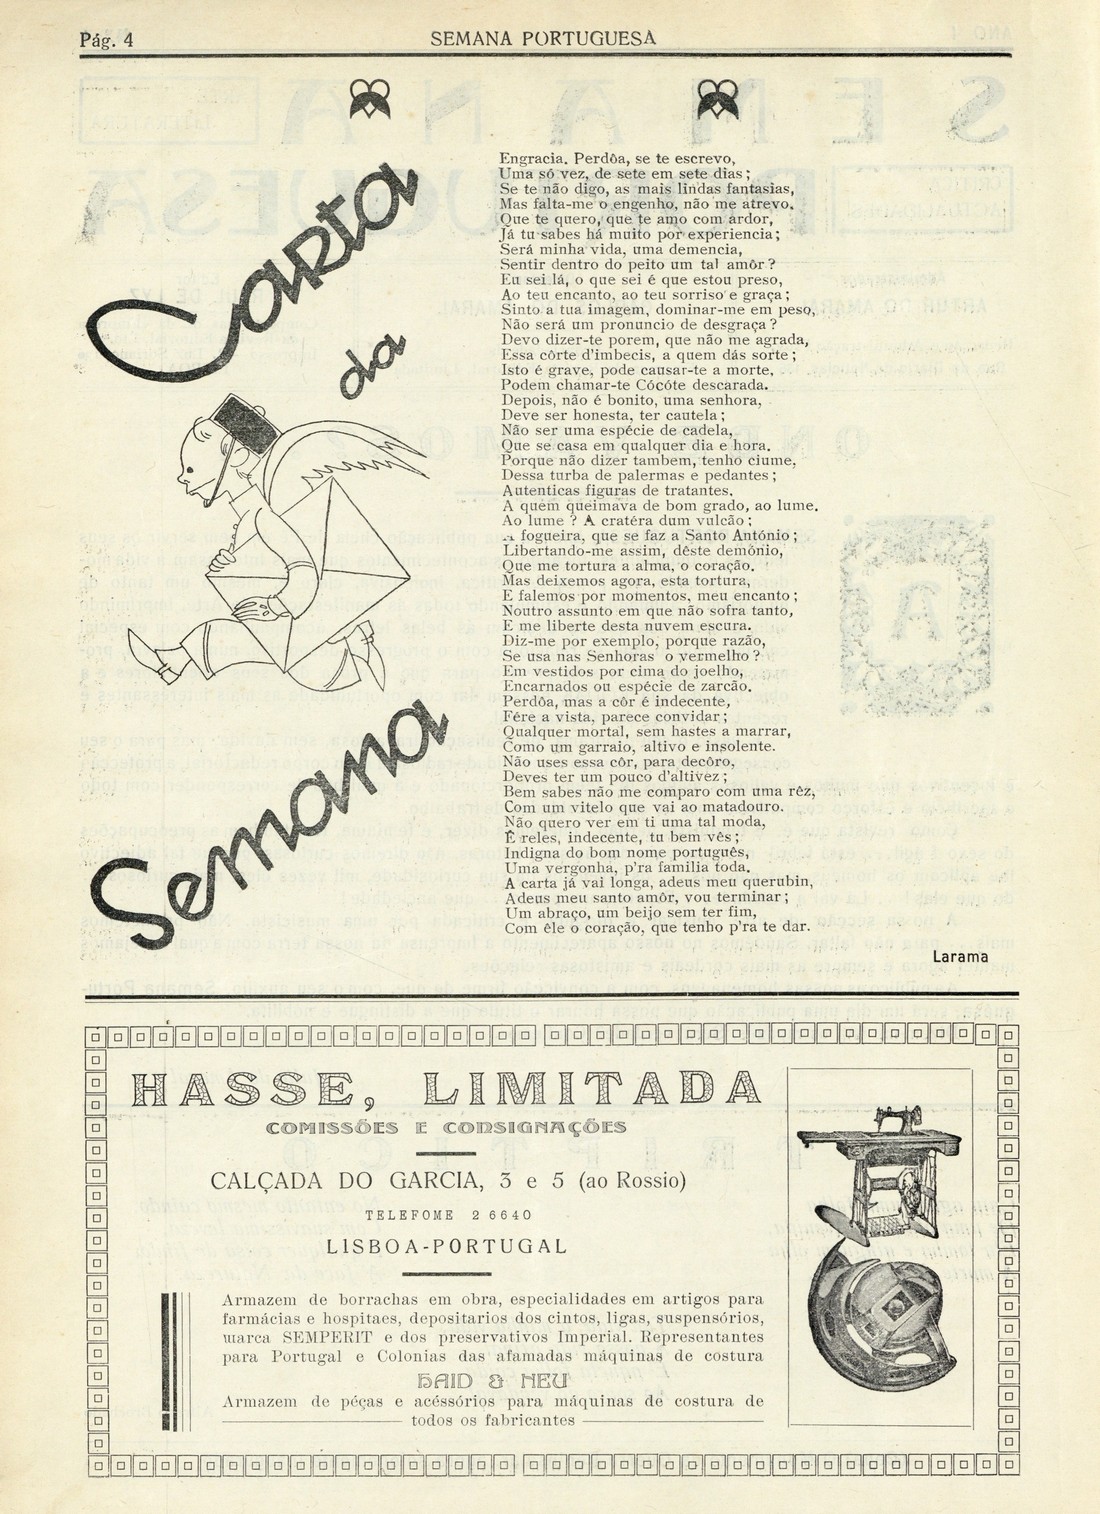 Pág. 4
SEMANA PORTUGUESA
Carta
da
Semana
Engracia. Perdôa, se te escrevo,
Uma só vez, de sete em sete dias ;
Se te não digo, as mais lindas fantasias,
Mas falta-me o engenho, não me atrevo.
Que te quero, que te amo com ardor,
Já tu sabes há muito por experiencia ;
Será minha vida, uma demencia,
Sentir dentro do peito um tal amôr ?
Eu sei lá, o que sei é que estou preso,
Ao teu encanto, ao teu sorriso e graça ;
Sinto a tua imagem, dominar-me em peso,
Não será um pronuncio de desgraça ?
Devo dizer-te porem, que não me agrada,
Essa côrte d'imbecis, a quem dás sorte ;
Isto é grave, pode causar-te a morte,
Podem chamar-te Cócóte descarada.
Depois, não é bonito, uma senhora,
Deve ser honesta, ter cautela ;
Não ser uma espécie de cadela,
Que se casa em qualquer dia e hora.
Porque não dizer tambem, tenho ciume,
Dessa turba de palermas e pedantes ;
Autenticas figuras de tratantes.
A quem queimava de bom grado, ao lume.
Ao lume ? A cratéra dum vulcão ;
A fogueira, que se faz a Santo António ;
Libertando-me assim, dêste demónio,
Que me tortura a alma, o coração.
Mas deixemos agora, esta tortura,
E falemos por momentos, meu encanto ;
Noutro assunto em que não sofra tanto,
E me liberte desta nuvem escura.
Diz-me por exemplo, porque razão,
Se usa nas Senhoras o vermelho ?
Em vestidos por cima do joelho,
Encarnados ou espécie de zarcão.
Perdôa, mas a côr é indecente,
Fére a vista, parece convidar ;
Qualquer mortal, sem hastes a marrar,
Como um garraio, altivo e insolente.
Não uses essa côr, para decôro,
Deves ter um pouco d'altivez ;
Bem sabes não me comparo com uma rêz,
Com um vitelo que vai ao matadouro.
Não quero ver em ti uma tal moda,
É reles, indecente, tu bem vês ;
Indigna do bom nome português,
Uma vergonha, p'ra familia toda.
A carta já vai longa, adeus meu querubin,
Adeus meu santo amôr, vou terminar ;
Um abraço, um beijo sem ter fim,
Com êle o coração, que tenho p'ra te dar.
Larama
HASSE, LIMITADA
COMISSÕES E CONSIGNAÇÕES
CALÇADA DO GARCIA, 3 e 5 (ao Rossio)
TELEFOME 2 6640
LISBOA-PORTUGAL
Armazem de borrachas em obra, especialidades em artigos para
farmácias e hospitaes, depositarios dos cintos, ligas, suspensórios,
marca SEMPERIT e dos preservativos Imperial. Representantes
para Portugal e Colonias das afamadas máquinas de costura
HAID & NEU
Armazem de péças e acéssórios para máquinas de costura de
todos os fabricantes